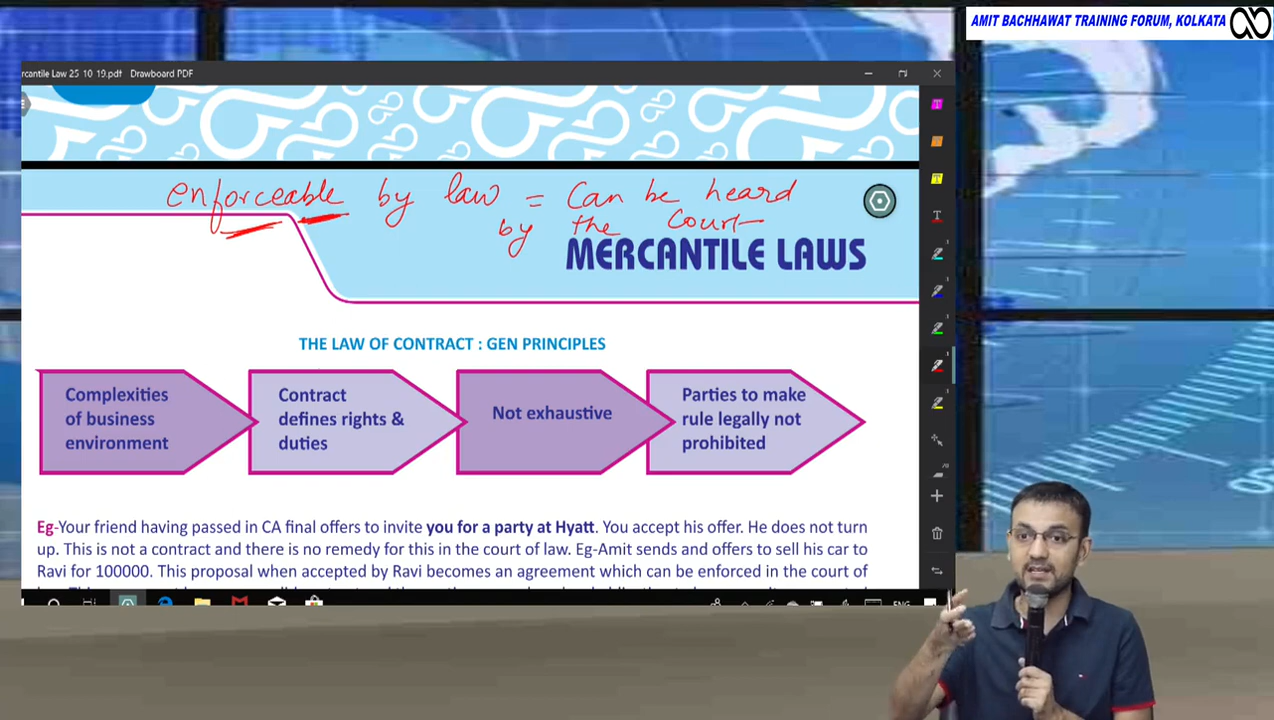 AMIT BACHHAWAT TRAINING FORUM, KOLKATA
rcantile Law 25 10 19.pdf Drawboard PDF
enforceable by law = Can be heard
by the Court
MERCANTILE LAWS
THE LAW OF CONTRACT : GEN PRINCIPLES
Complexities
of business
environment
Contract
defines rights &
duties
Not exhaustive
Parties to make
rule legally not
prohibited
Eg-Your friend having passed in CA final offers to invite you for a party at Hyatt. You accept his offer. He does not turn
up. This is not a contract and there is no remedy for this in the court of law. Eg-Amit sends and offers to sell his car to
Ravi for 100000. This proposal when accepted by Ravi becomes an agreement which can be enforced in the court of
ENG